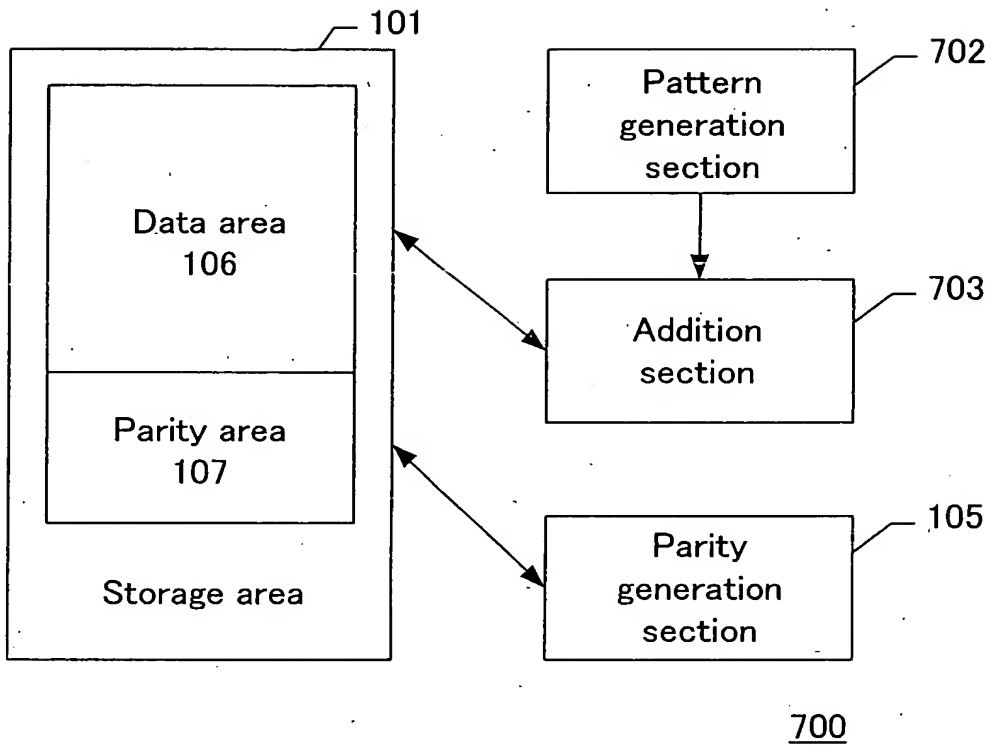 101
Data area
106
Parity area
107
Storage area
702
Pattern
generation
section
703
Addition
section
105
Parity
generation
section
700